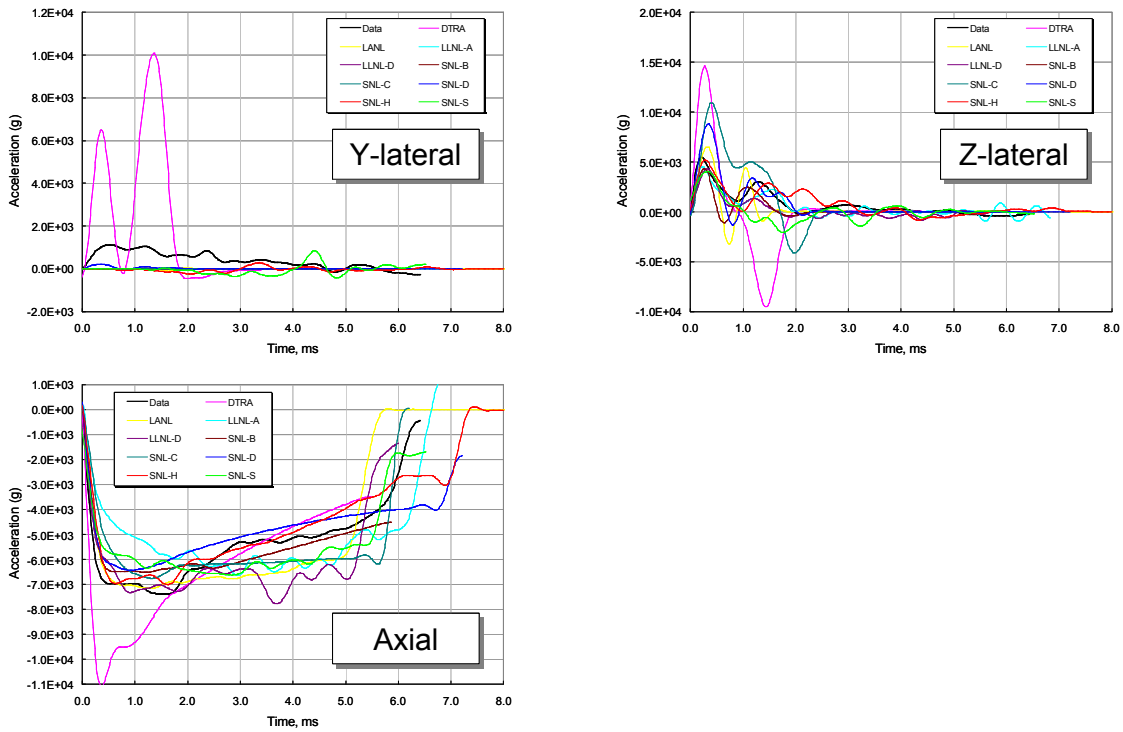 1.2E+04
1.0E+04
8.0E+03
6.0E+03
4.0E+03
2.0E+03
0.0E+00
-2.0E+03
Acceleration (g)
Data DTRA
LANL LLNL-A
LLNL-D SNL-B
SNL-C SNL-D
SNL-H SNL-S
Y-lateral
0.0 1.0 2.0 3.0 4.0 5.0 6.0 7.0 8.0
Time, ms
2.0E+04
1.5E+04
1.0E+04
5.0E+03
0.0E+00
-5.0E+03
-1.0E+04
Acceleration (g)
Data DTRA
LANL LLNL-A
LLNL-D SNL-B
SNL-C SNL-D
SNL-H SNL-S
Z-lateral
0.0 1.0 2.0 3.0 4.0 5.0 6.0 7.0 8.0
Time, ms
1.0E+03
0.0E+00
-1.0E+03
-2.0E+03
-3.0E+03
-4.0E+03
-5.0E+03
-6.0E+03
-7.0E+03
-8.0E+03
-9.0E+03
-1.0E+04
-1.1E+04
Acceleration (g)
Data DTRA
LANL LLNL-A
LLNL-D SNL-B
SNL-C SNL-D
SNL-H SNL-S
Axial
0.0 1.0 2.0 3.0 4.0 5.0 6.0 7.0 8.0
Time, ms